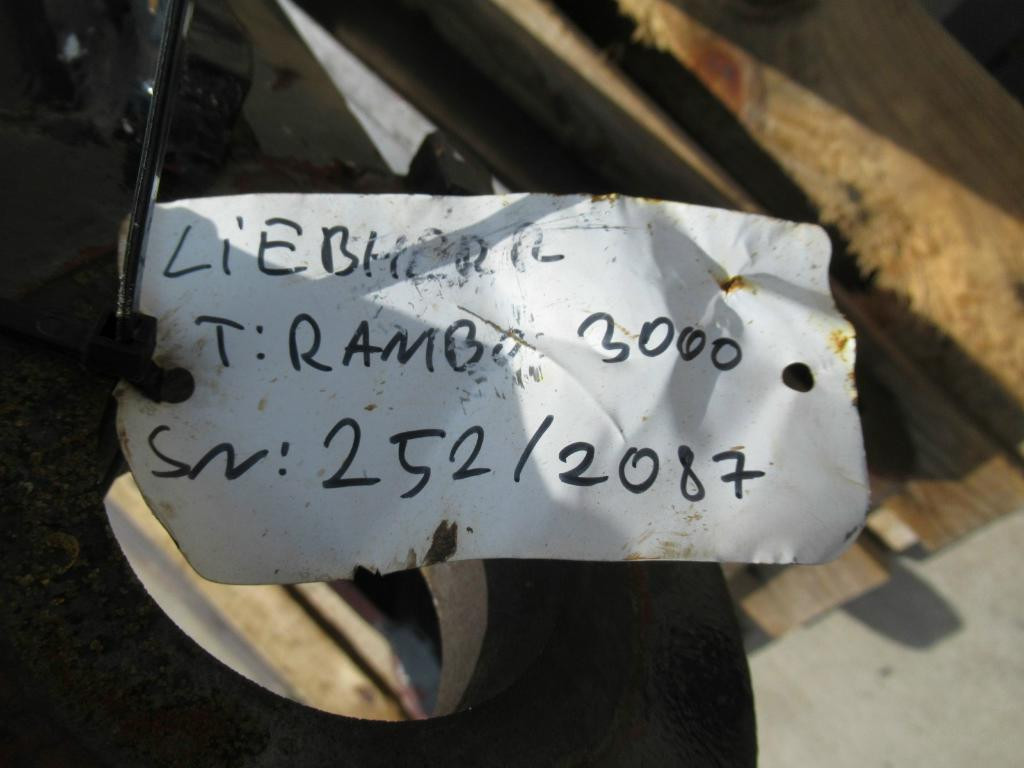 LiEBHERR
T: RAMBO 3000
SN: 252/2087